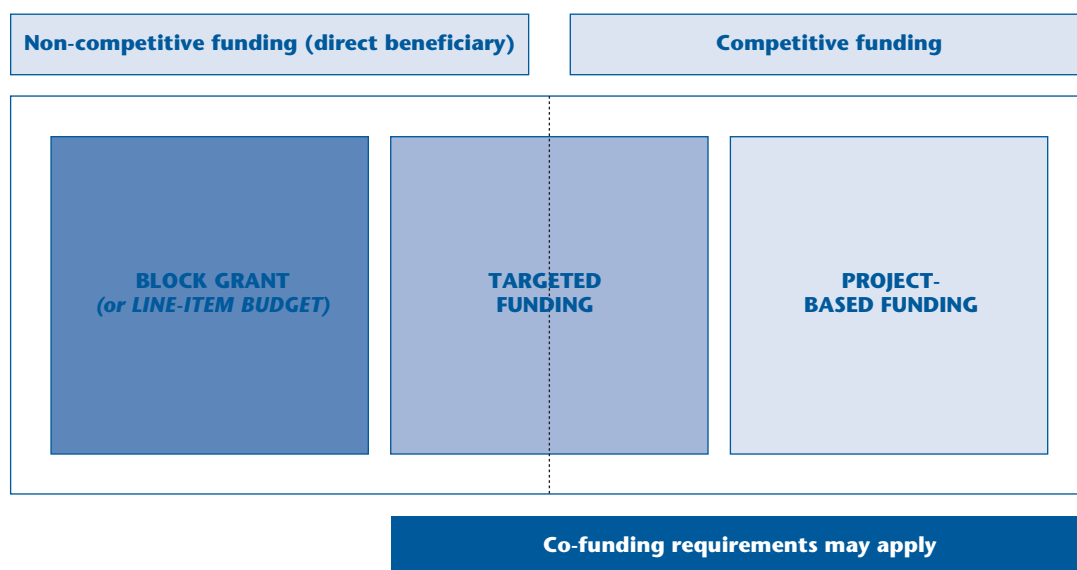 Non-competitive funding (direct beneficiary)
Competitive funding
BLOCK GRANT
(or LINE-ITEM BUDGET)
TARGETED
FUNDING
PROJECT-
BASED FUNDING
Co-funding requirements may apply